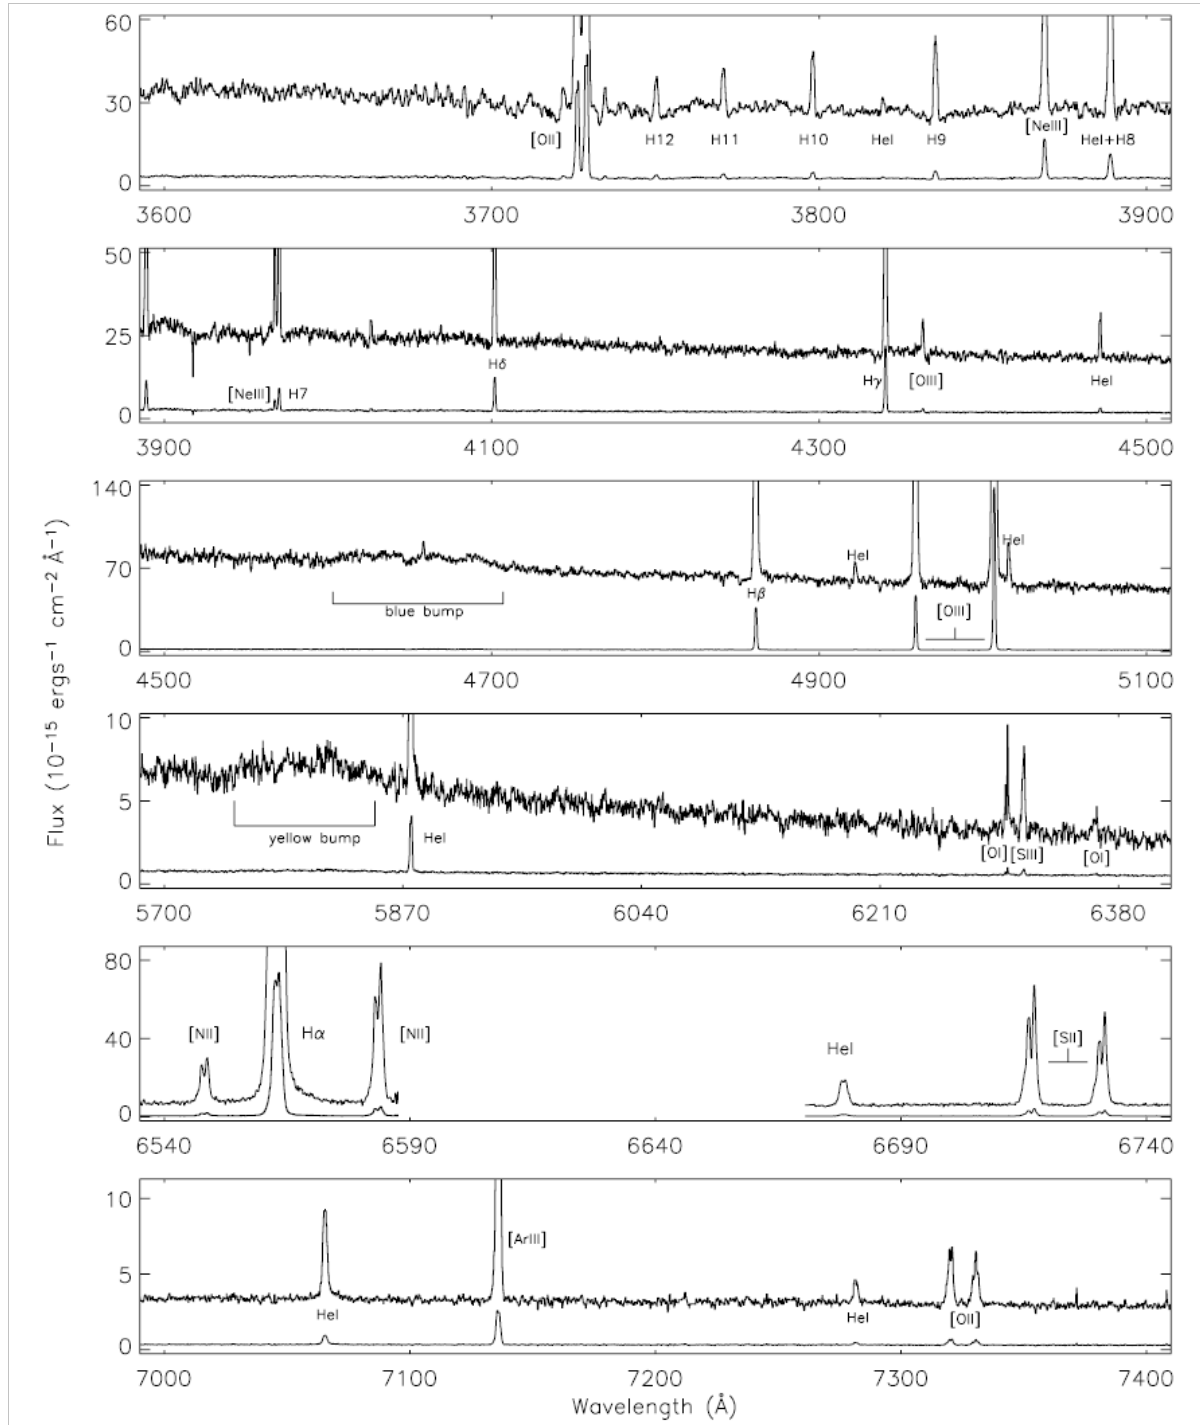 60
30
0
[OII] H12 H11 H10 HeI H9 [NeIII] HeI+H8
3600 3700 3800 3900
50
25
0
[NeIII] H7 Hδ Hγ [OIII] HeI
3900 4100 4300 4500
140
70
0
blue bump Hβ HeI [OIII] HeI
4500 4700 4900 5100
10
5
0
yellow bump HeI [OI] [SIII] [OI]
5700 5870 6040 6210 6380
80
40
0
[NII] Hα [NII] HeI [SII]
6540 6590 6640 6690 6740
10
5
0
HeI [ArIII] HeI [OII]
7000 7100 7200 7300 7400
Wavelength (Å)
Flux (10−15 ergs−1 cm−2 Å−1)